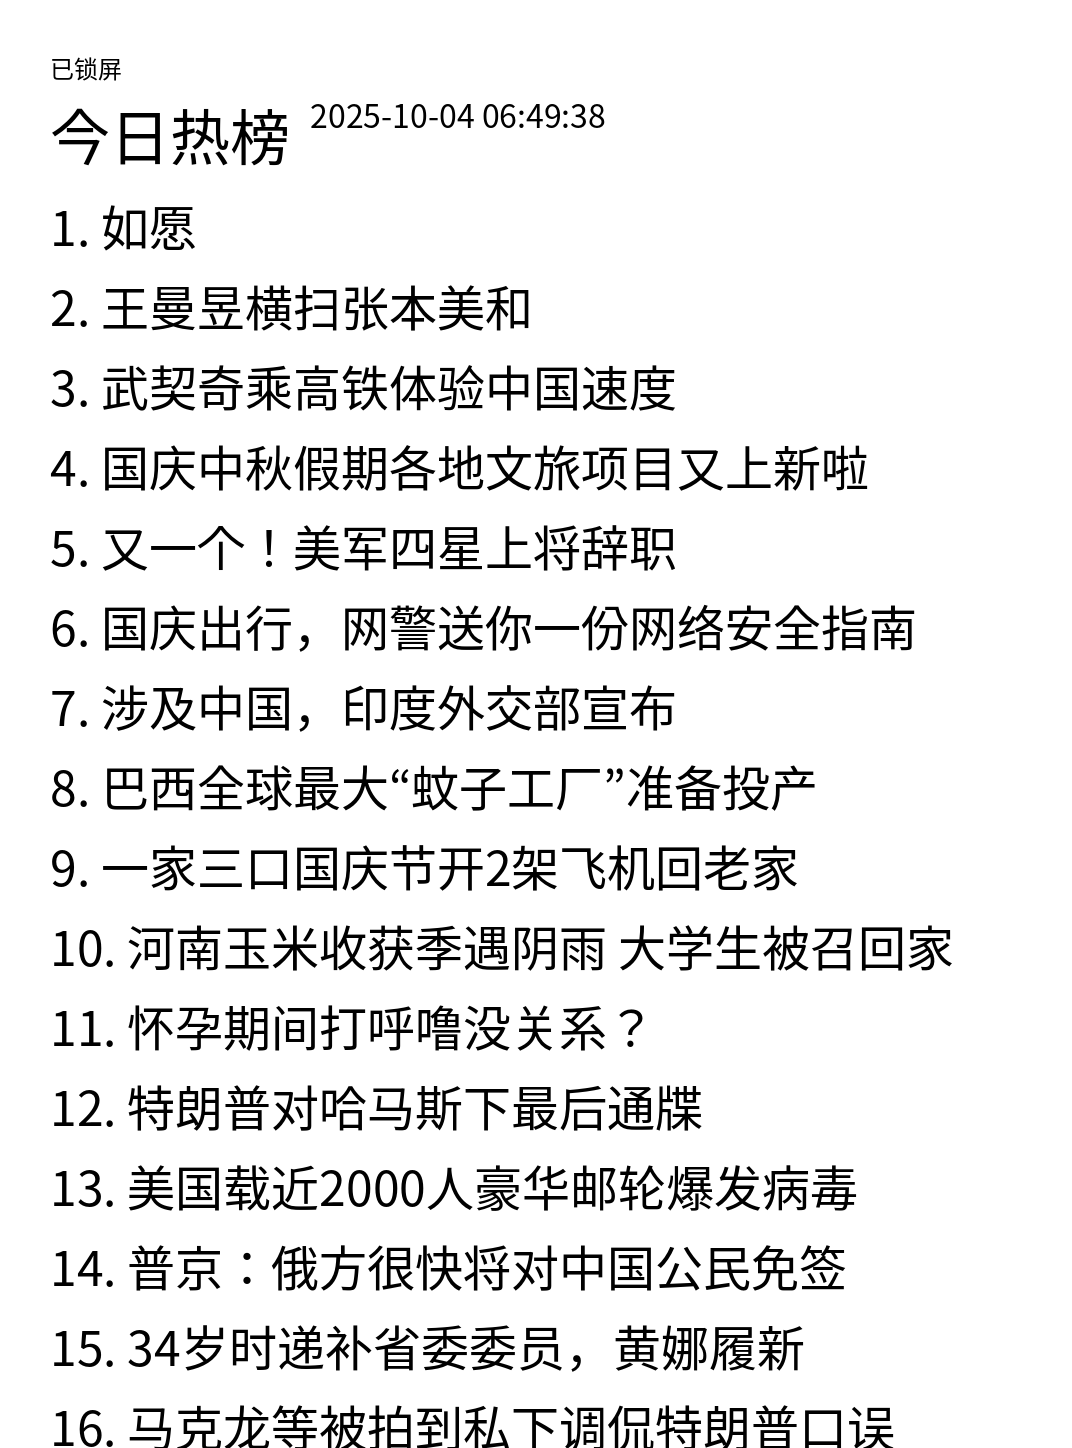 已锁屏
今日热榜 2025-10-04 06:49:38
1. 如愿
2. 王曼昱横扫张本美和
3. 武契奇乘高铁体验中国速度
4. 国庆中秋假期各地文旅项目又上新啦
5. 又一个！美军四星上将辞职
6. 国庆出行，网警送你一份网络安全指南
7. 涉及中国，印度外交部宣布
8. 巴西全球最大“蚊子工厂”准备投产
9. 一家三口国庆节开2架飞机回老家
10. 河南玉米收获季遇阴雨 大学生被召回家
11. 怀孕期间打呼噜没关系？
12. 特朗普对哈马斯下最后通牒
13. 美国载近2000人豪华邮轮爆发病毒
14. 普京：俄方很快将对中国公民免签
15. 34岁时递补省委委员，黄娜履新
16. 马克龙等被拍到私下调侃特朗普口误